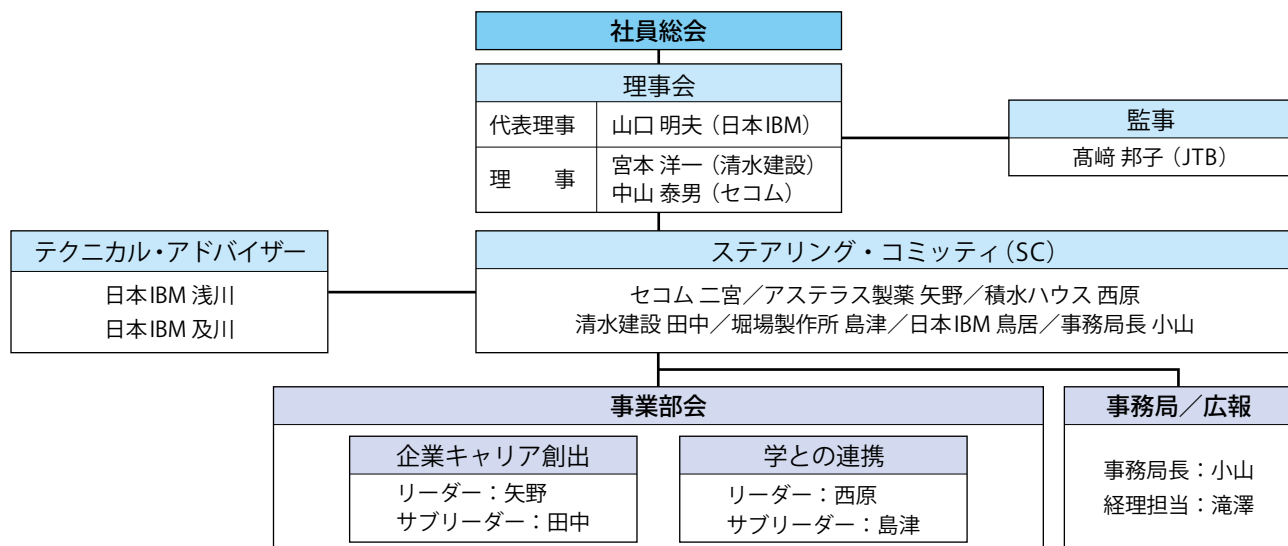 社員総会
理事会
代表理事 山口 明夫（日本IBM）
理　事 宮本 洋一（清水建設）
中山 泰男（セコム）
監事
髙﨑 邦子（JTB）
テクニカル・アドバイザー
日本IBM 浅川
日本IBM 及川
ステアリング・コミッティ（SC）
セコム 二宮／アステラス製薬 矢野／積水ハウス 西原
清水建設 田中／堀場製作所 島津／日本IBM 鳥居／事務局長 小山
事業部会
企業キャリア創出
リーダー：矢野
サブリーダー：田中
学との連携
リーダー：西原
サブリーダー：島津
事務局／広報
事務局長：小山
経理担当：滝澤